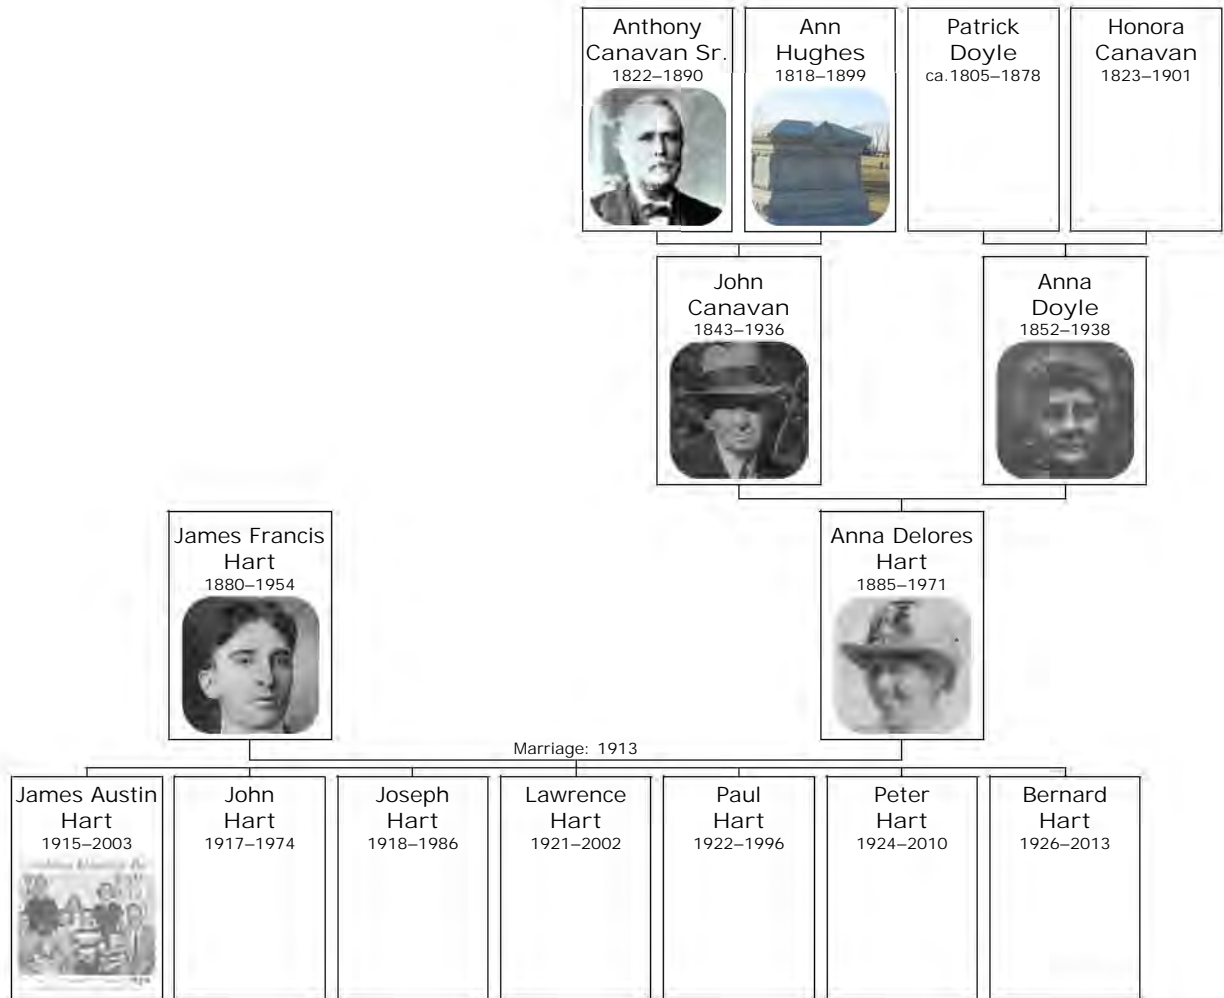 Anthony
Canavan Sr.
1822–1890
Ann
Hughes
1818–1899
Patrick
Doyle
ca.1805–1878
Honora
Canavan
1823–1901
John
Canavan
1843–1936
Anna
Doyle
1852–1938
James Francis
Hart
1880–1954
Anna Delores
Hart
1885–1971
Marriage: 1913
James Austin
Hart
1915–2003
John
Hart
1917–1974
Joseph
Hart
1918–1986
Lawrence
Hart
1921–2002
Paul
Hart
1922–1996
Peter
Hart
1924–2010
Bernard
Hart
1926–2013